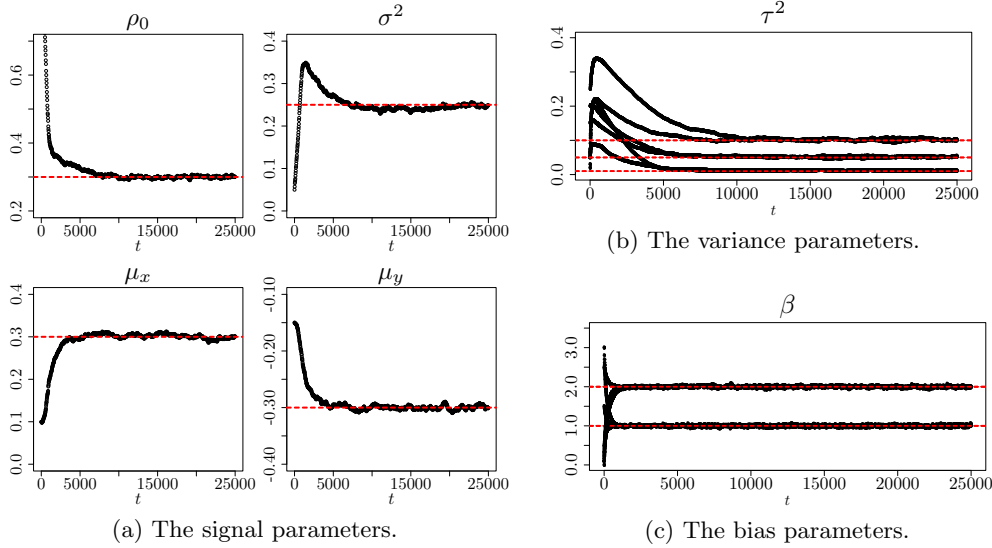 ρ₀
0.2 0.4 0.6
0 5000 15000 25000
t
σ²
0.0 0.1 0.2 0.3 0.4
0 5000 15000 25000
t
μₓ
0.0 0.1 0.2 0.3 0.4
0 5000 15000 25000
t
μᵧ
-0.40 -0.30 -0.20 -0.10
0 5000 15000 25000
t
(a) The signal parameters.
τ²
0.0 0.2 0.4
0 5000 10000 15000 20000 25000
t
(b) The variance parameters.
β
0.0 1.0 2.0 3.0
0 5000 10000 15000 20000 25000
t
(c) The bias parameters.